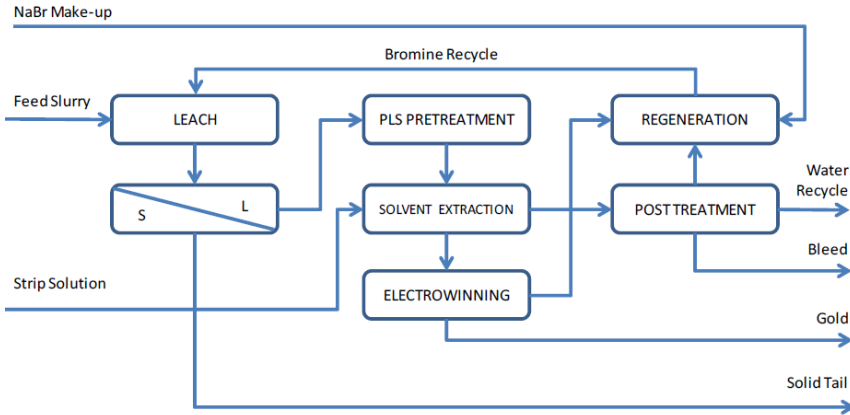 NaBr Make-up
Bromine Recycle
Feed Slurry
LEACH
PLS PRETREATMENT
REGENERATION
Water
Recycle
S
L
SOLVENT EXTRACTION
POST TREATMENT
Bleed
Strip Solution
ELECTROWINNING
Gold
Solid Tail